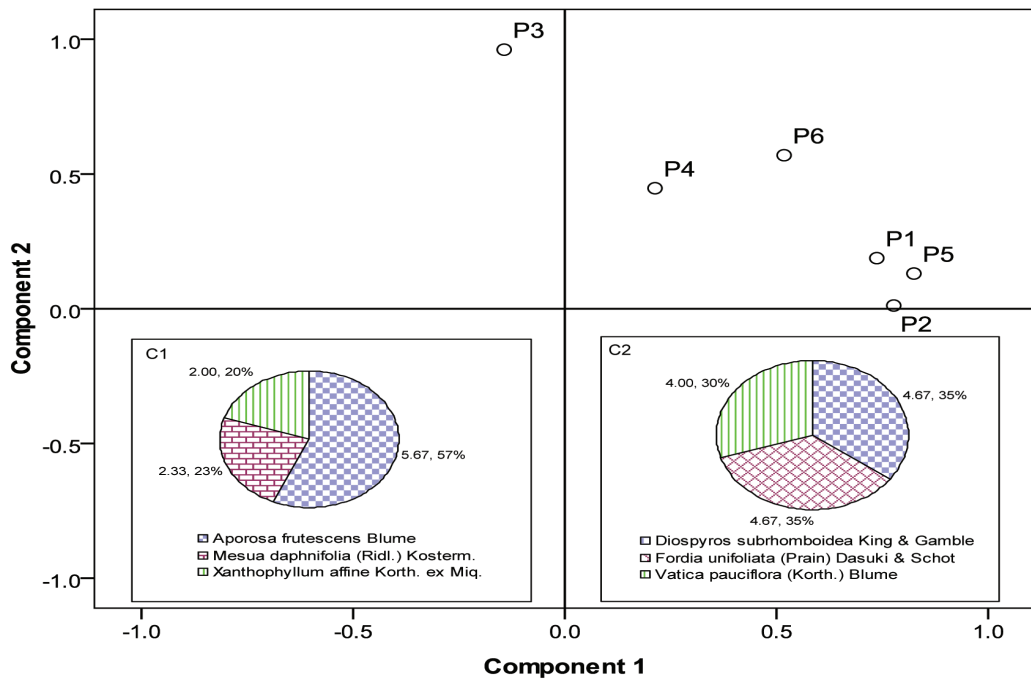 P3
1.0
P6
0.5
P4
P1
P5
0.0
P2
Component 2
C1
2.00, 20%
5.67, 57%
2.33, 23%
Aporosa frutescens Blume
Mesua daphnifolia (Ridl.) Kosterm.
Xanthophyllum affine Korth. ex Miq.
C2
4.00, 30%
4.67, 35%
4.67, 35%
Diospyros subrhomboidea King & Gamble
Fordia unifoliata (Prain) Dasuki & Schot
Vatica pauciflora (Korth.) Blume
-0.5
-1.0
-1.0 -0.5 0.0 0.5 1.0
Component 1